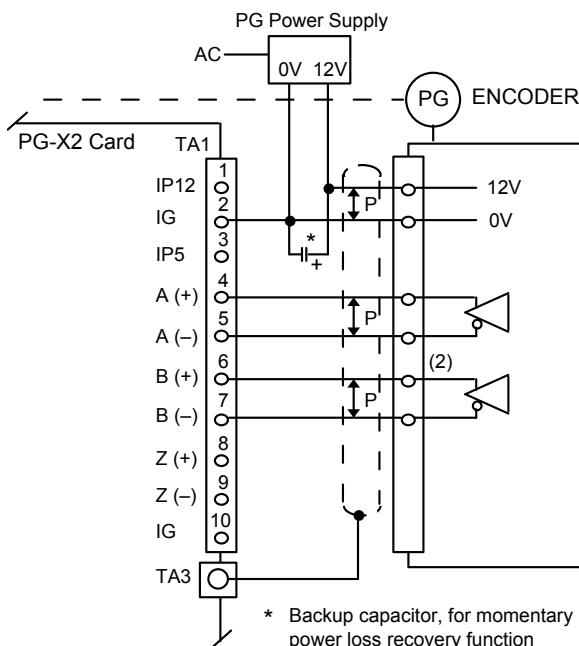 PG Power Supply
AC
0V 12V
PG ENCODER
PG-X2 Card
TA1
IP12 1 12V
IG 2 P 0V
IP5 3
*
+
A (+) 4
P
A (–) 5
B (+) 6 (2)
P
B (–) 7
Z (+) 8
Z (–) 9
IG 10
TA3
* Backup capacitor, for momentary
power loss recovery function